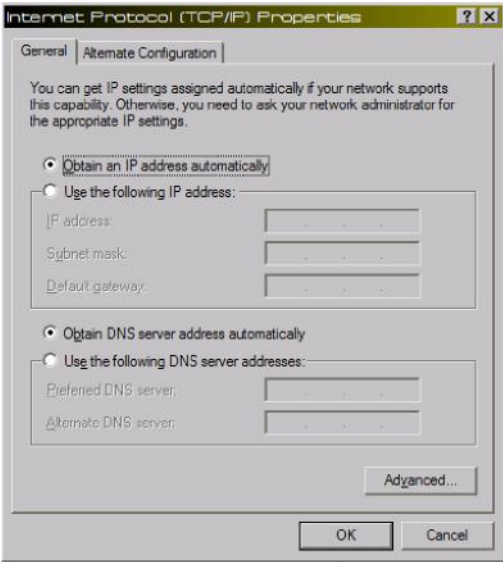 Internet Protocol (TCP/IP) Properties
General
Alternate Configuration
You can get IP settings assigned automatically if your network supports
this capability. Otherwise, you need to ask your network administrator for
the appropriate IP settings.
Obtain an IP address automatically
Use the following IP address:
IP address:
Subnet mask:
Default gateway:
Obtain DNS server address automatically
Use the following DNS server addresses:
Preferred DNS server:
Alternate DNS server:
Advanced...
OK
Cancel